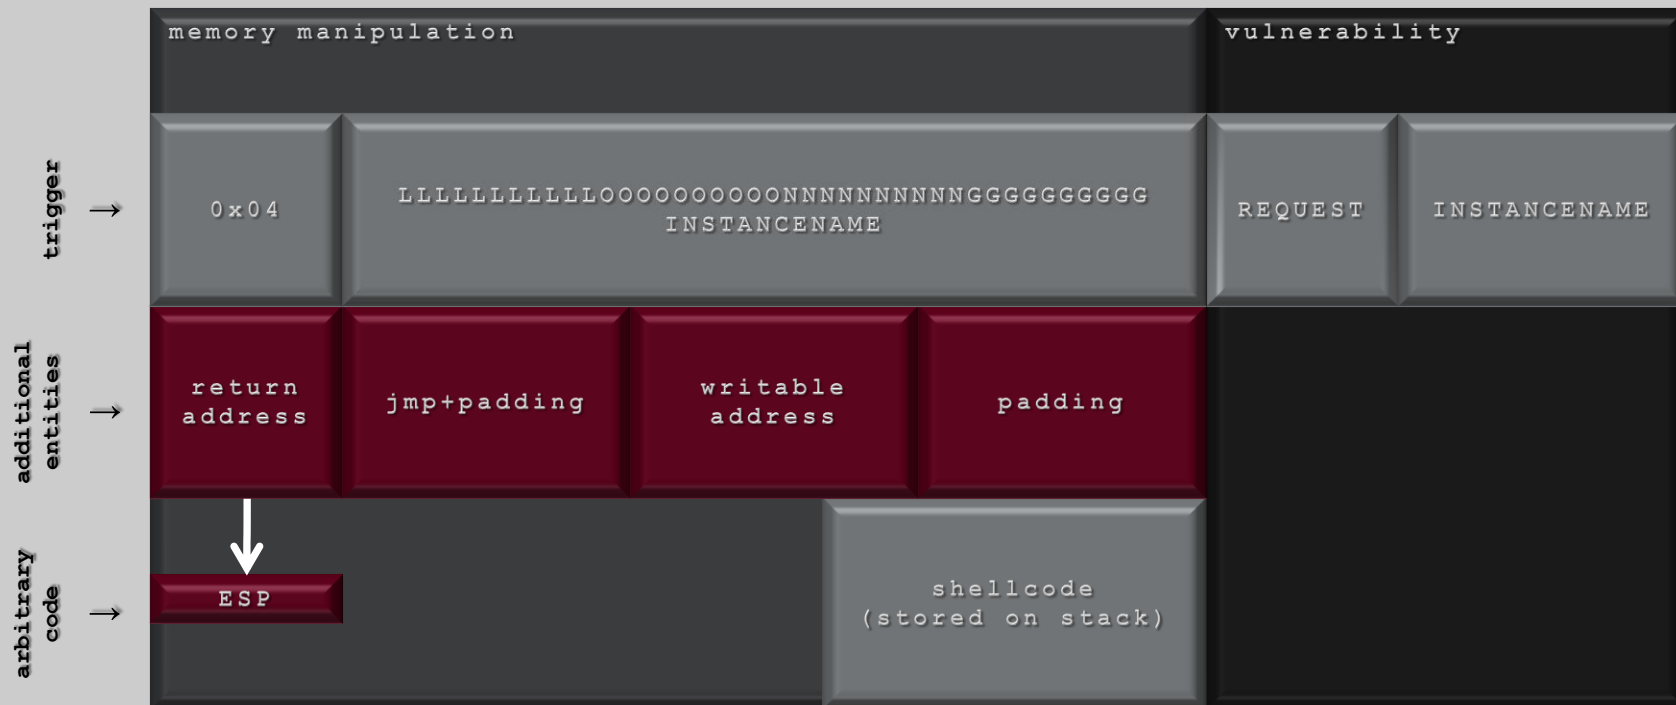 memory manipulation
vulnerability
trigger
→
0x04
LLLLLLLLLLLOOOOOOOOOONNNNNNNNNNGGGGGGGGGG
INSTANCENAME
REQUEST
INSTANCENAME
additional
entities
→
return
address
jmp+padding
writable
address
padding
arbitrary
code
→
ESP
shellcode
(stored on stack)